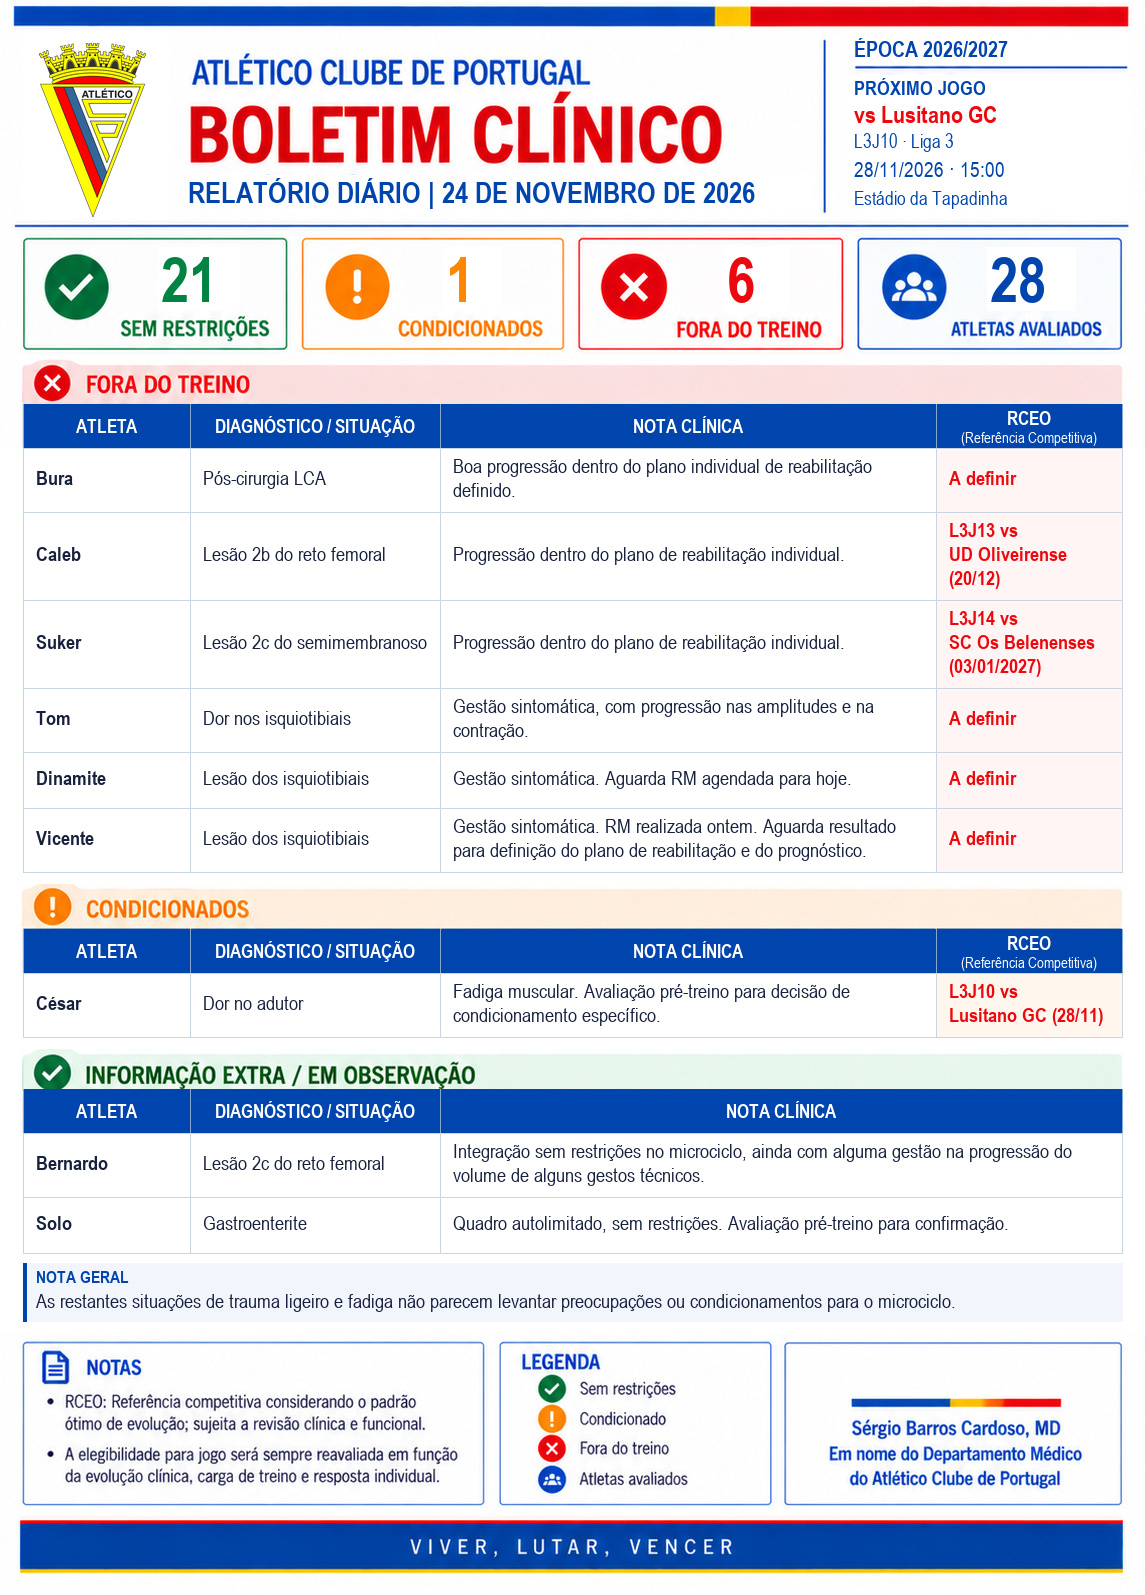 ATLÉTICO
ATLÉTICO CLUBE DE PORTUGAL
BOLETIM CLÍNICO
RELATÓRIO DIÁRIO | 24 DE NOVEMBRO DE 2026
ÉPOCA 2026/2027
PRÓXIMO JOGO
vs Lusitano GC
L3J10 · Liga 3
28/11/2026 · 15:00
Estádio da Tapadinha
21
SEM RESTRIÇÕES
1
CONDICIONADOS
6
FORA DO TREINO
28
ATLETAS AVALIADOS
FORA DO TREINO
ATLETA
DIAGNÓSTICO / SITUAÇÃO
NOTA CLÍNICA
RCEO
(Referência Competitiva)
Bura
Pós-cirurgia LCA
Boa progressão dentro do plano individual de reabilitação
definido.
A definir
Caleb
Lesão 2b do reto femoral
Progressão dentro do plano de reabilitação individual.
L3J13 vs
UD Oliveirense
(20/12)
Suker
Lesão 2c do semimembranoso
Progressão dentro do plano de reabilitação individual.
L3J14 vs
SC Os Belenenses
(03/01/2027)
Tom
Dor nos isquiotibiais
Gestão sintomática, com progressão nas amplitudes e na
contração.
A definir
Dinamite
Lesão dos isquiotibiais
Gestão sintomática. Aguarda RM agendada para hoje.
A definir
Vicente
Lesão dos isquiotibiais
Gestão sintomática. RM realizada ontem. Aguarda resultado
para definição do plano de reabilitação e do prognóstico.
A definir
CONDICIONADOS
ATLETA
DIAGNÓSTICO / SITUAÇÃO
NOTA CLÍNICA
RCEO
(Referência Competitiva)
César
Dor no adutor
Fadiga muscular. Avaliação pré-treino para decisão de
condicionamento específico.
L3J10 vs
Lusitano GC (28/11)
INFORMAÇÃO EXTRA / EM OBSERVAÇÃO
ATLETA
DIAGNÓSTICO / SITUAÇÃO
NOTA CLÍNICA
Bernardo
Lesão 2c do reto femoral
Integração sem restrições no microciclo, ainda com alguma gestão na progressão do
volume de alguns gestos técnicos.
Solo
Gastroenterite
Quadro autolimitado, sem restrições. Avaliação pré-treino para confirmação.
NOTA GERAL
As restantes situações de trauma ligeiro e fadiga não parecem levantar preocupações ou condicionamentos para o microciclo.
NOTAS
• RCEO: Referência competitiva considerando o padrão
ótimo de evolução; sujeita a revisão clínica e funcional.
• A elegibilidade para jogo será sempre reavaliada em função
da evolução clínica, carga de treino e resposta individual.
LEGENDA
Sem restrições
Condicionado
Fora do treino
Atletas avaliados
Sérgio Barros Cardoso, MD
Em nome do Departamento Médico
do Atlético Clube de Portugal
VIVER, LUTAR, VENCER